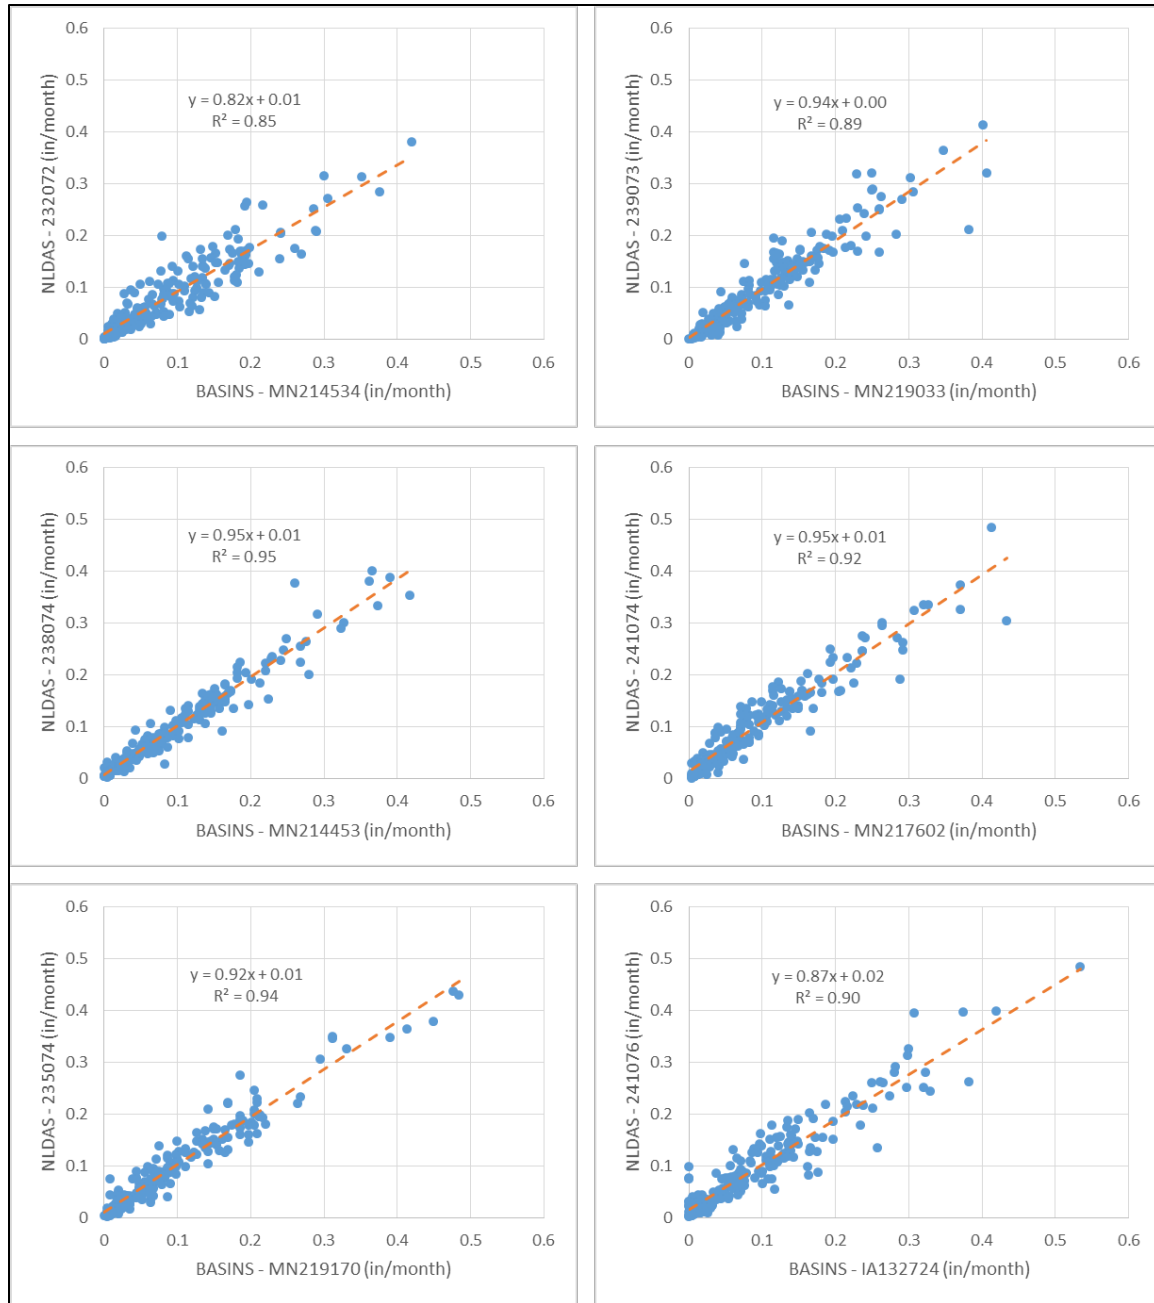 0.6
0.5
0.4
0.3
0.2
0.1
0
NLDAS - 232072 (in/month)
y = 0.82x + 0.01
R² = 0.85
0 0.1 0.2 0.3 0.4 0.5 0.6
BASINS - MN214534 (in/month)
0.6
0.5
0.4
0.3
0.2
0.1
0
NLDAS - 239073 (in/month)
y = 0.94x + 0.00
R² = 0.89
0 0.1 0.2 0.3 0.4 0.5 0.6
BASINS - MN219033 (in/month)
0.6
0.5
0.4
0.3
0.2
0.1
0
NLDAS - 238074 (in/month)
y = 0.95x + 0.01
R² = 0.95
0 0.1 0.2 0.3 0.4 0.5 0.6
BASINS - MN214453 (in/month)
0.6
0.5
0.4
0.3
0.2
0.1
0
NLDAS - 241074 (in/month)
y = 0.95x + 0.01
R² = 0.92
0 0.1 0.2 0.3 0.4 0.5 0.6
BASINS - MN217602 (in/month)
0.6
0.5
0.4
0.3
0.2
0.1
0
NLDAS - 235074 (in/month)
y = 0.92x + 0.01
R² = 0.94
0 0.1 0.2 0.3 0.4 0.5 0.6
BASINS - MN219170 (in/month)
0.6
0.5
0.4
0.3
0.2
0.1
0
NLDAS - 241076 (in/month)
y = 0.87x + 0.02
R² = 0.90
0 0.1 0.2 0.3 0.4 0.5 0.6
BASINS - IA132724 (in/month)